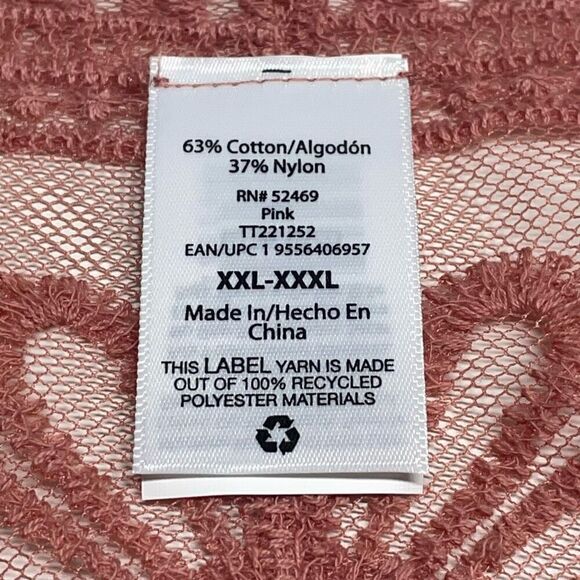 63% Cotton/Algodón
37% Nylon
RN# 52469
Pink
TT221252
EAN/UPC 1 9556406957
XXL-XXXL
Made In/Hecho En
China
THIS LABEL YARN IS MADE
OUT OF 100% RECYCLED
POLYESTER MATERIALS